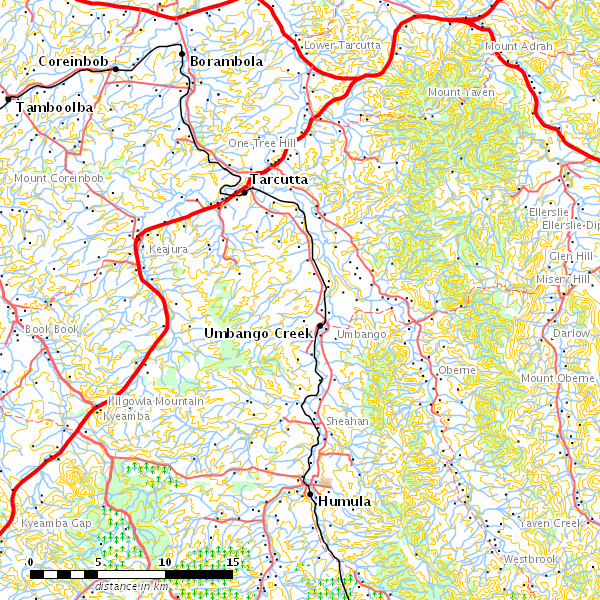 Lower Tarcutta
Mount Adrah
Coreinbob
Borambola
Mount Yaven
Tamboolba
One Tree Hill
Mount Coreinbob
Tarcutta
Ellerslie
Ellerslie Dip
Keajura
Glen Hill
Misery Hill
Book Book
Umbango Creek
Umbango
Darlow
Oberne
Mount Oberne
Kilgowla Mountain
Kyeamba
Sheahan
Humula
Kyeamba Gap
Yaven Creek
Westbrook
0 5 10 15
distance in km